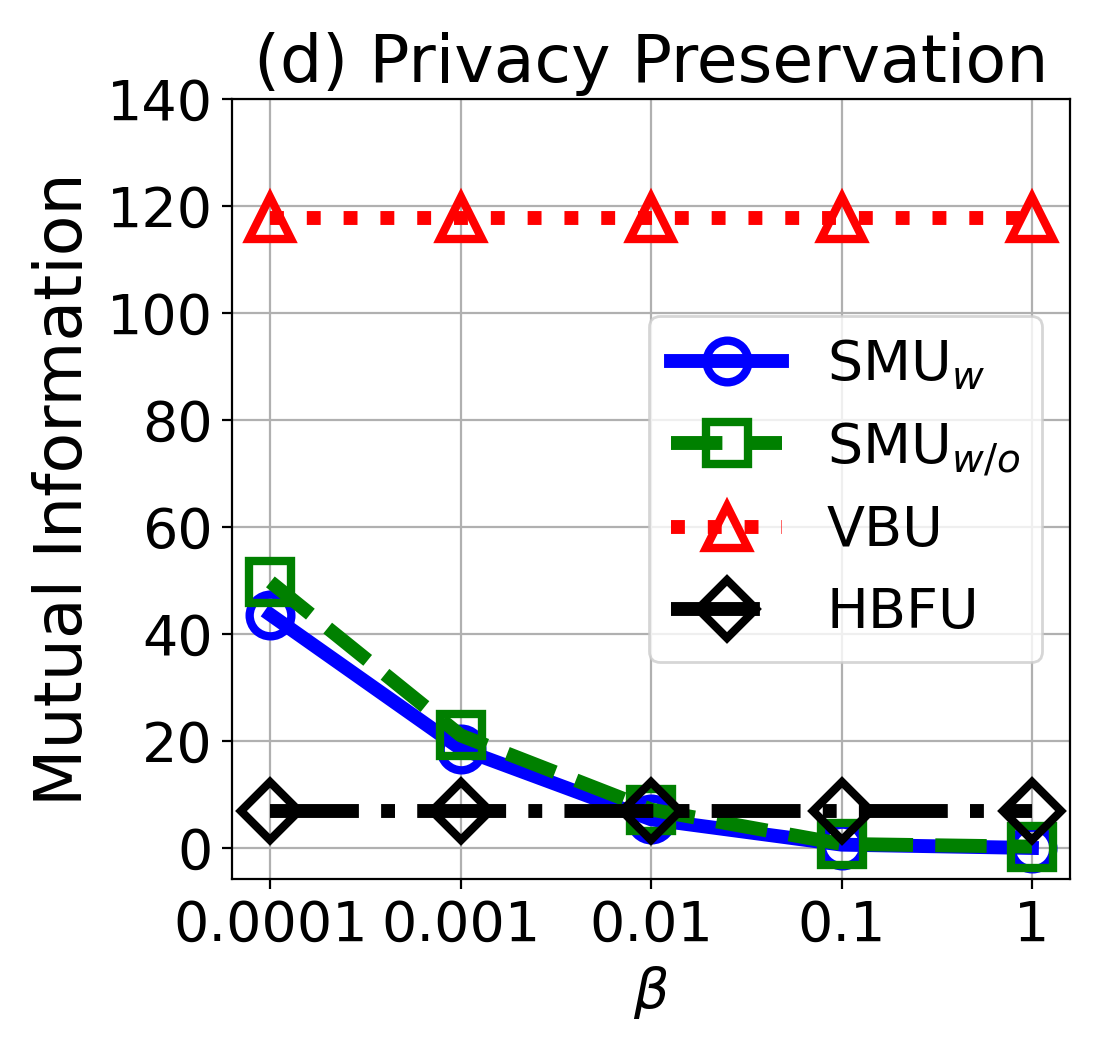 (d) Privacy Preservation
Mutual Information
140
120
100
80
60
40
20
0
SMU_w
SMU_w/o
VBU
HBFU
0.0001 0.001 0.01 0.1 1
β